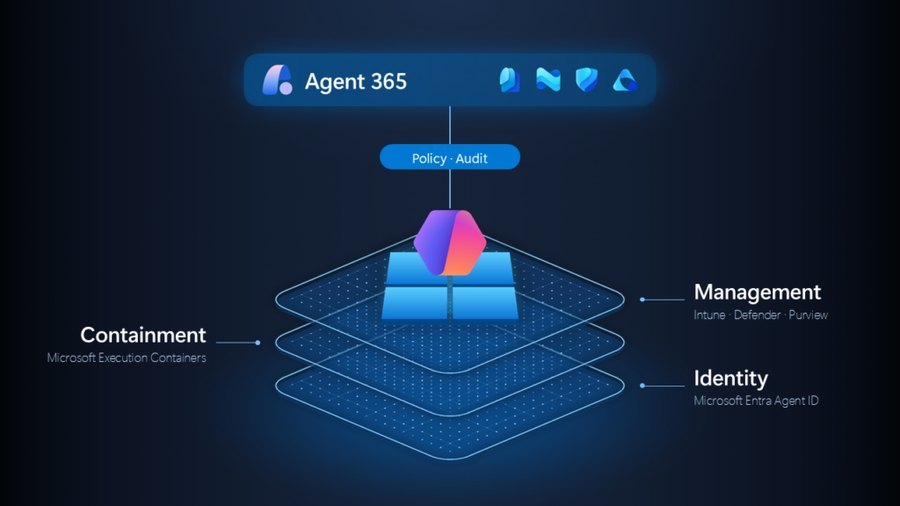 Agent 365
Policy · Audit
Management
Intune · Defender · Purview
Containment
Microsoft Execution Containers
Identity
Microsoft Entra Agent ID